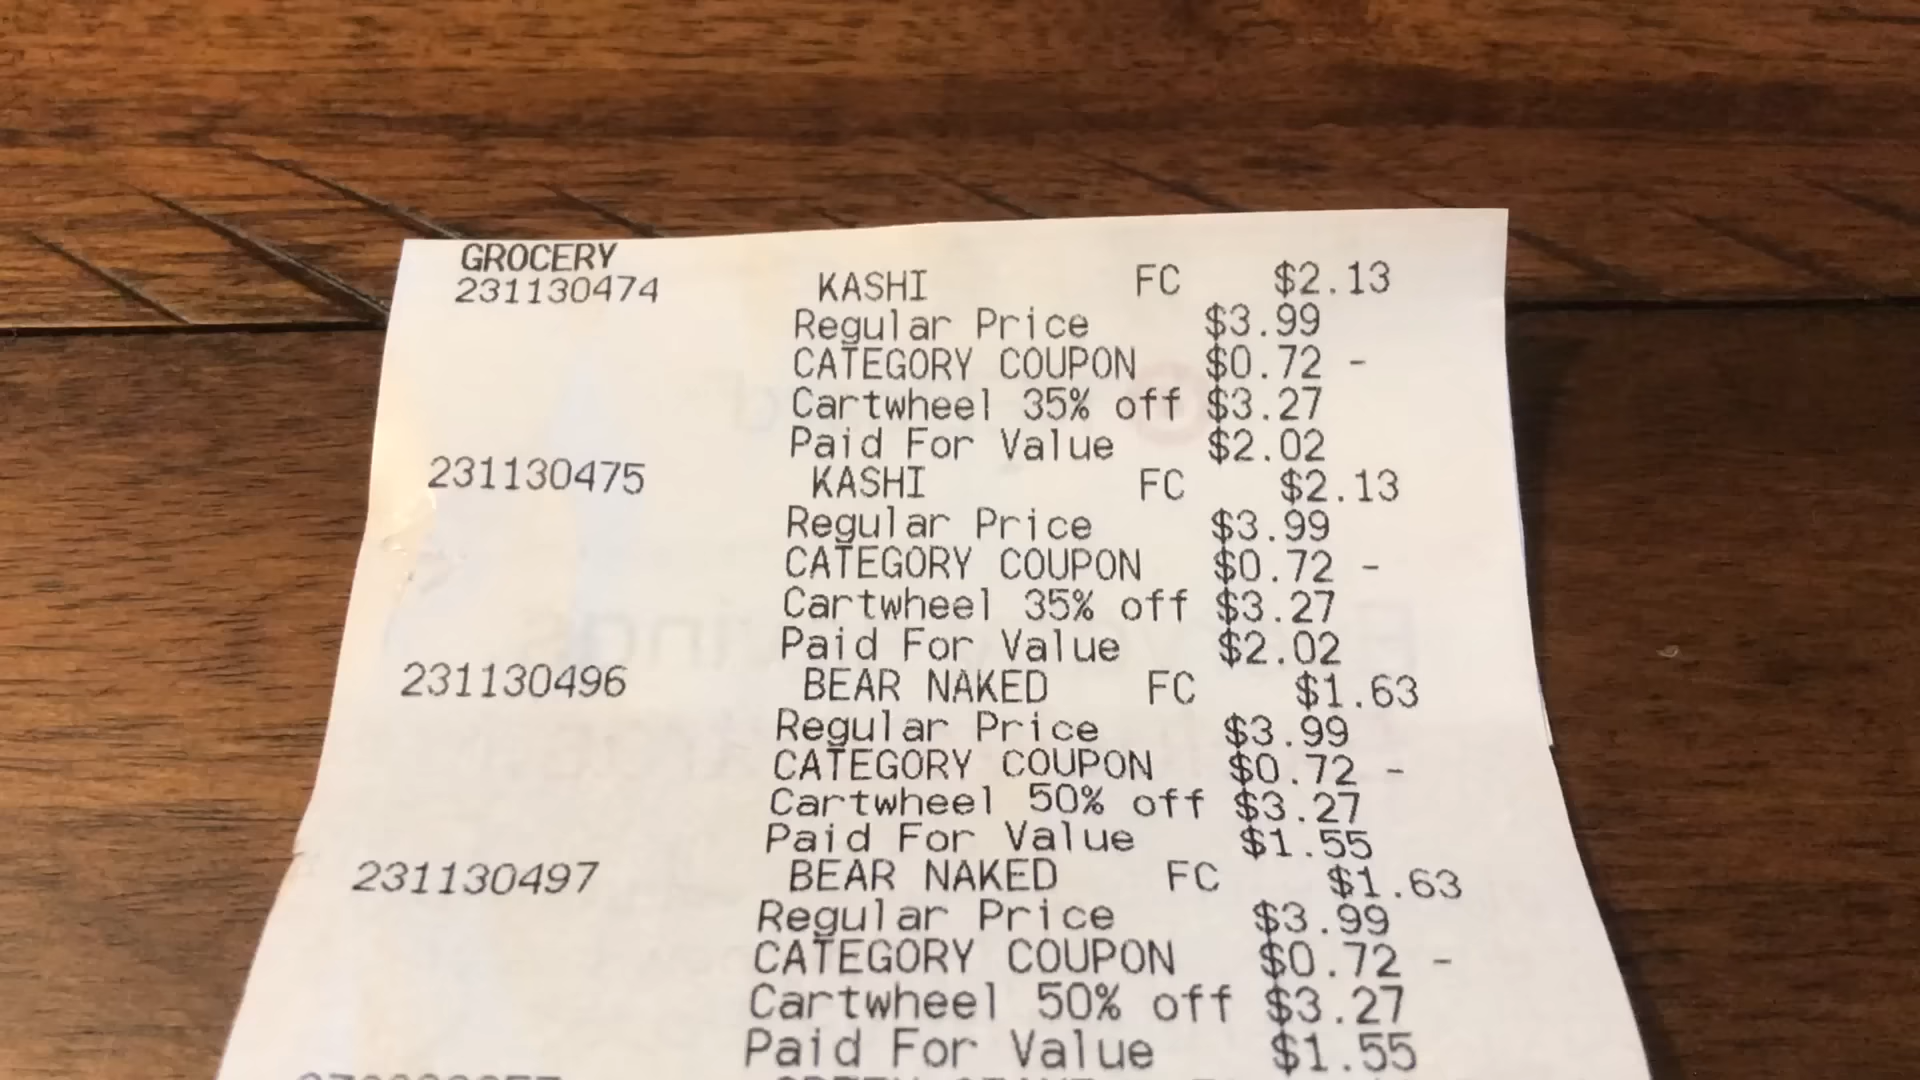 GROCERY
231130474 KASHI FC $2.13
Regular Price $3.99
CATEGORY COUPON $0.72 -
Cartwheel 35% off $3.27
Paid For Value $2.02
231130475 KASHI FC $2.13
Regular Price $3.99
CATEGORY COUPON $0.72 -
Cartwheel 35% off $3.27
Paid For Value $2.02
231130496 BEAR NAKED FC $1.63
Regular Price $3.99
CATEGORY COUPON $0.72 -
Cartwheel 50% off $3.27
Paid For Value $1.55
231130497 BEAR NAKED FC $1.63
Regular Price $3.99
CATEGORY COUPON $0.72 -
Cartwheel 50% off $3.27
Paid For Value $1.55